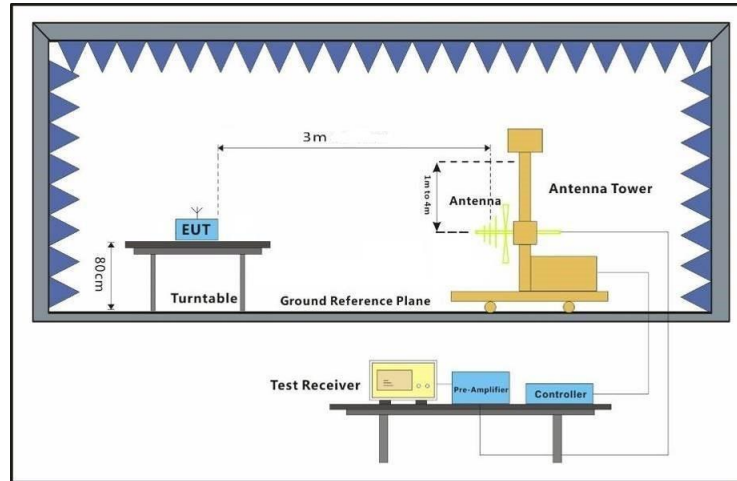 3m
1m to 4m
Antenna
Antenna Tower
EUT
80cm
Turntable
Ground Reference Plane
Test Receiver
Pre-Amplifier
Controller